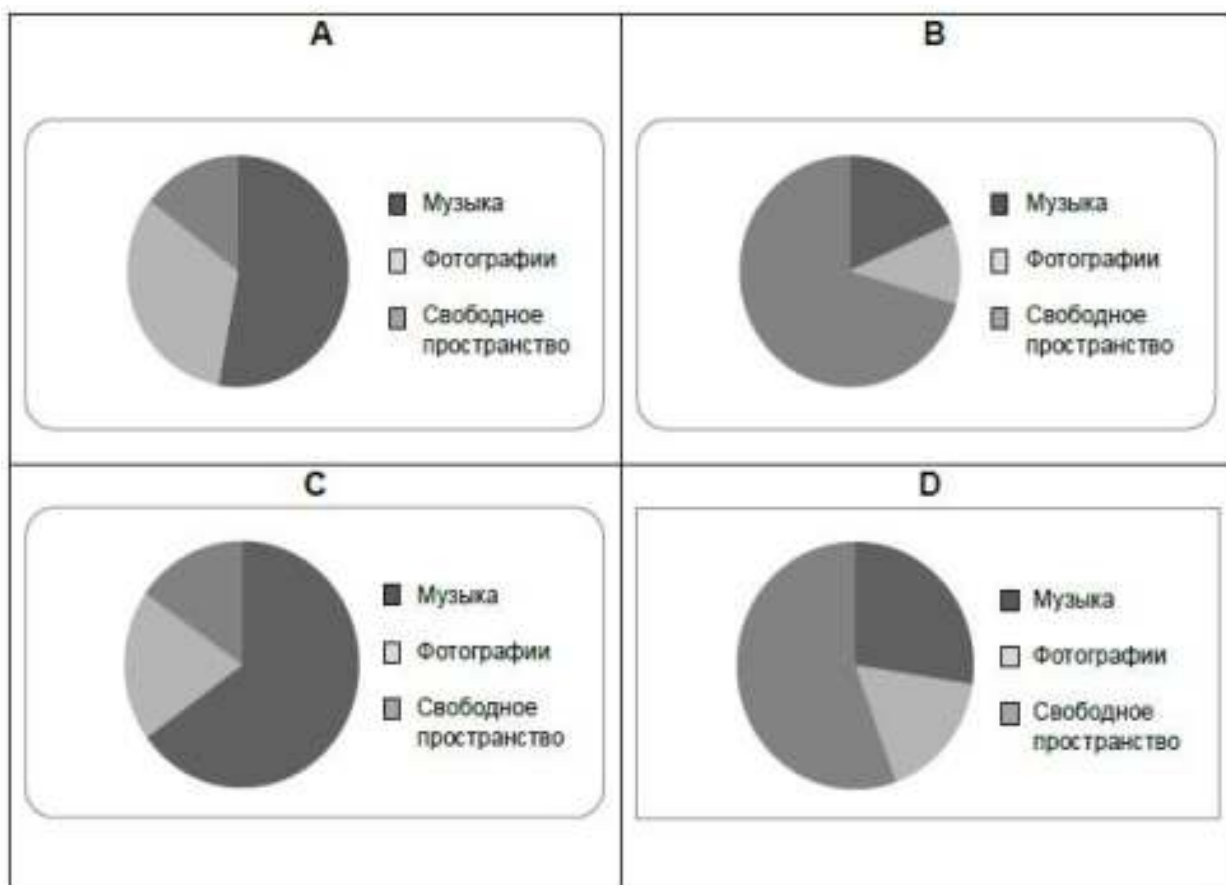 A
Музыка
Фотографии
Свободное
пространство
B
Музыка
Фотографии
Свободное
пространство
C
Музыка
Фотографии
Свободное
пространство
D
Музыка
Фотографии
Свободное
пространство